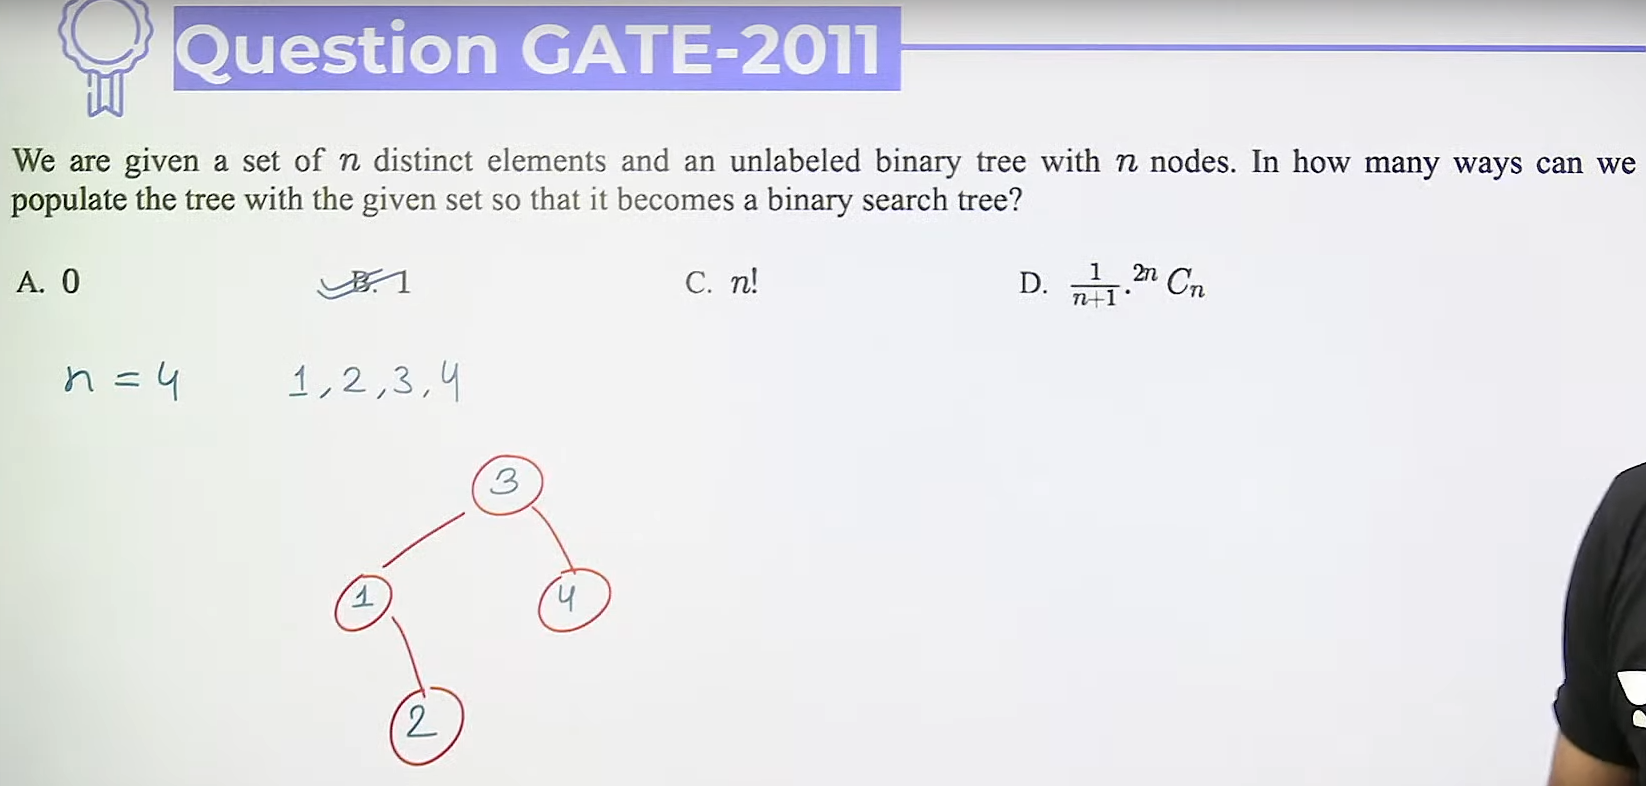 Question GATE-2011
We are given a set of n distinct elements and an unlabeled binary tree with n nodes. In how many ways can we
populate the tree with the given set so that it becomes a binary search tree?
A. 0 B. 1 C. n! D. 1/(n+1) . 2n C n
n = 4 1, 2, 3, 4
3
1 4
2